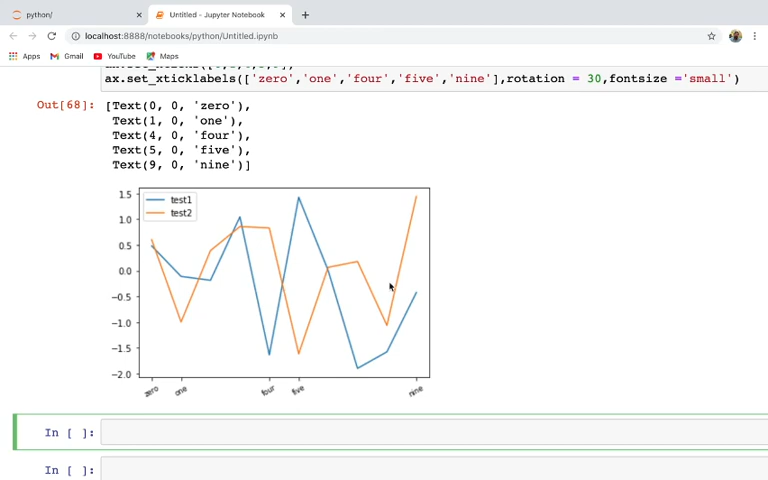 python/
Untitled - Jupyter Notebook
localhost:8888/notebooks/python/Untitled.ipynb
Apps
Gmail
YouTube
Maps
ax.set_xticklabels(['zero','one','four','five','nine'],rotation = 30,fontsize ='small')
Out[68]:
[Text(0, 0, 'zero'),
Text(1, 0, 'one'),
Text(4, 0, 'four'),
Text(5, 0, 'five'),
Text(9, 0, 'nine')]
test1
test2
1.5
1.0
0.5
0.0
−0.5
−1.0
−1.5
−2.0
zero one four five nine
In [ ]:
In [ ]: